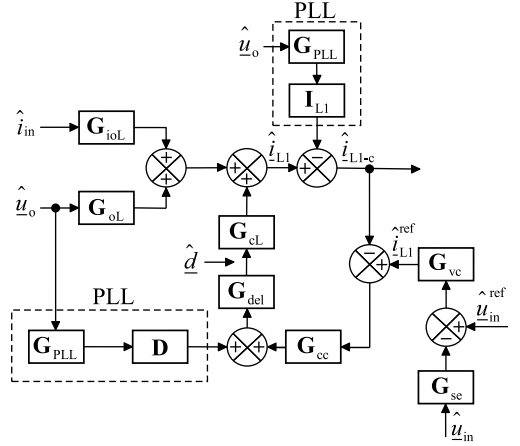 PLL
û_o
G_PLL
I_L1
î_in
G_ioL
î_L1
î_L1-c
û_o
G_oL
G_cL
d̂
î_L1^ref
G_vc
û_in^ref
PLL
G_del
G_PLL
D
G_cc
G_se
û_in